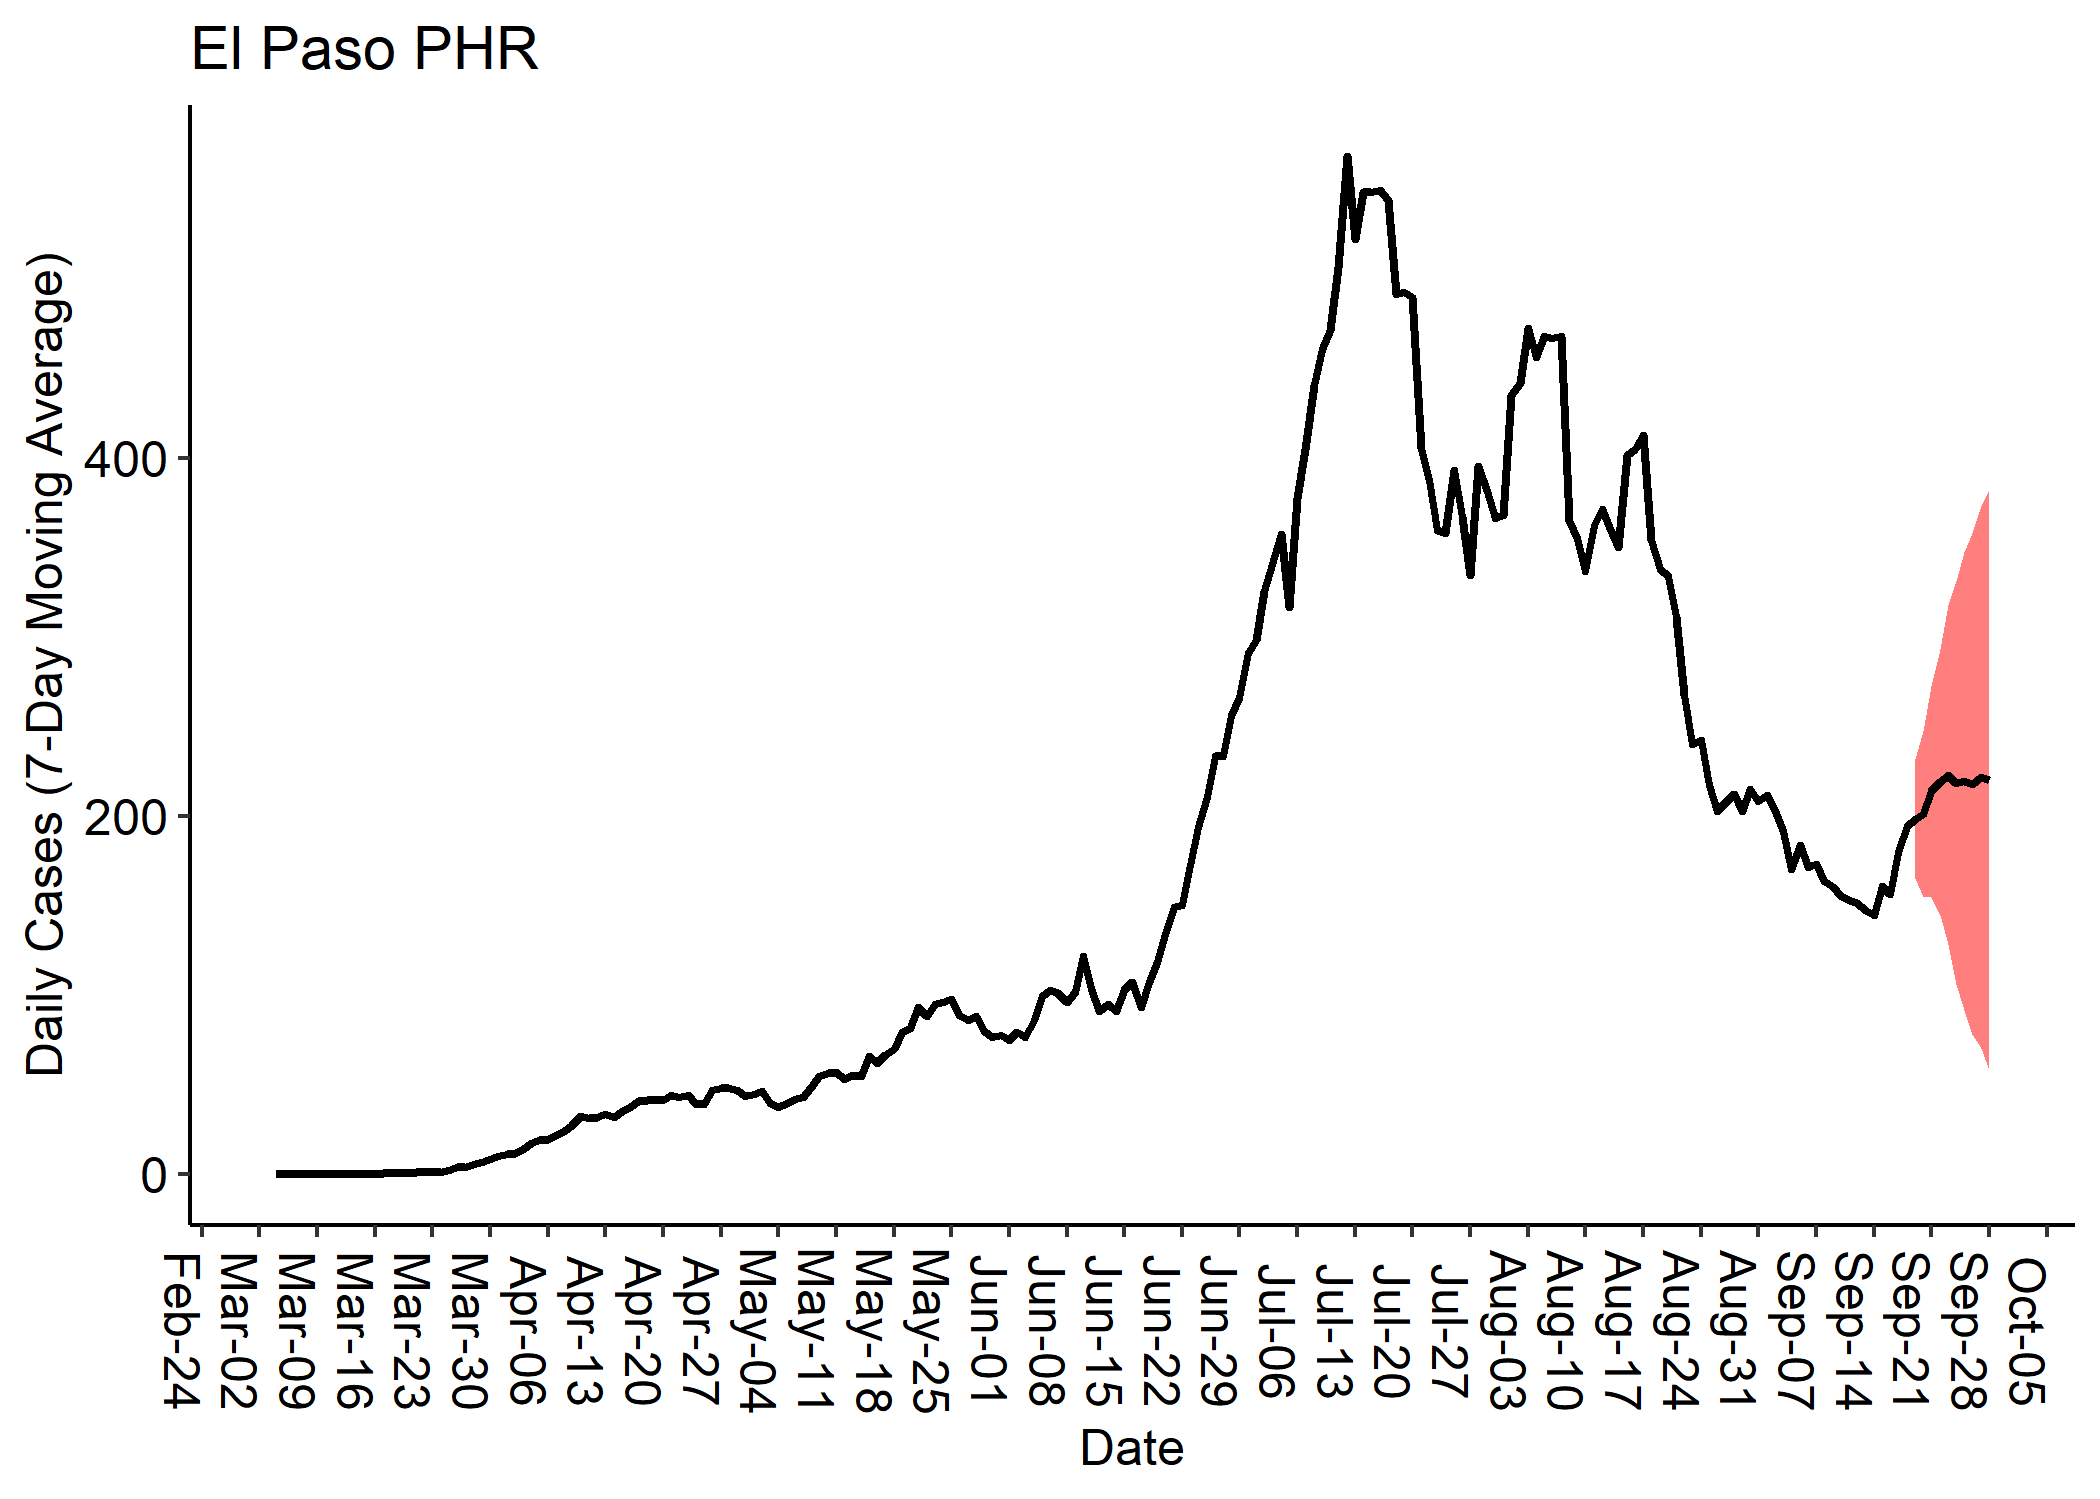 El Paso PHR
Daily Cases (7-Day Moving Average)
400
200
0
Feb-24
Mar-02
Mar-09
Mar-16
Mar-23
Mar-30
Apr-06
Apr-13
Apr-20
Apr-27
May-04
May-11
May-18
May-25
Jun-01
Jun-08
Jun-15
Jun-22
Jun-29
Jul-06
Jul-13
Jul-20
Jul-27
Aug-03
Aug-10
Aug-17
Aug-24
Aug-31
Sep-07
Sep-14
Sep-21
Sep-28
Oct-05
Date